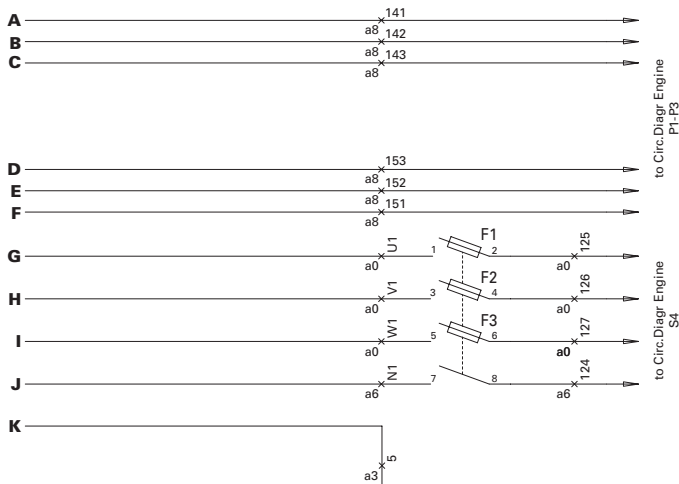 A
141
a8
B
142
a8
C
143
a8
to Circ.Diagr Engine
P1-P3
D
153
a8
E
152
a8
F
151
a8
G
U1
a0
1
F1
2
125
a0
H
V1
a0
3
F2
4
126
a0
I
W1
a0
5
F3
6
127
a0
to Circ.Diagr Engine
S4
J
N1
a6
7
8
124
a6
K
5
a3